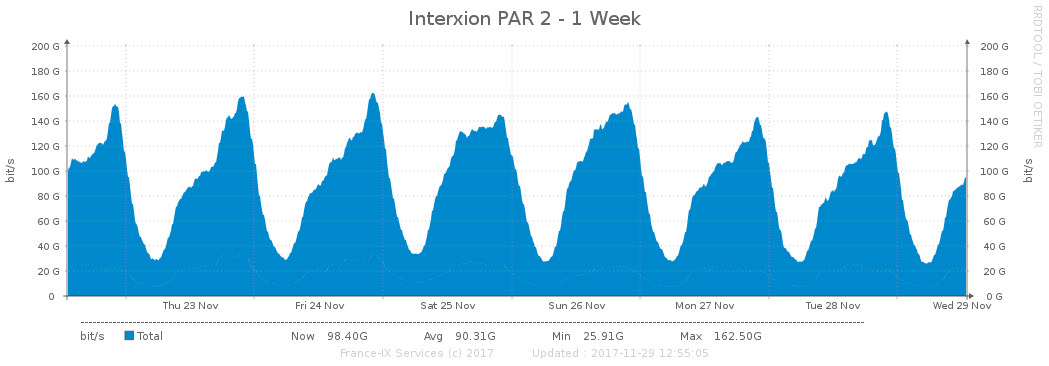 Interxion PAR 2 - 1 Week
RRDTOOL / TOBI OETIKER
bit/s
200 G 200 G
180 G 180 G
160 G 160 G
140 G 140 G
120 G 120 G
100 G 100 G
80 G 80 G
60 G 60 G
40 G 40 G
20 G 20 G
0 0 G
bit/s
Thu 23 Nov Fri 24 Nov Sat 25 Nov Sun 26 Nov Mon 27 Nov Tue 28 Nov Wed 29 Nov
bit/s Total Now 98.40G Avg 90.31G Min 25.91G Max 162.50G
France-IX Services (c) 2017 Updated : 2017-11-29 12:55:05